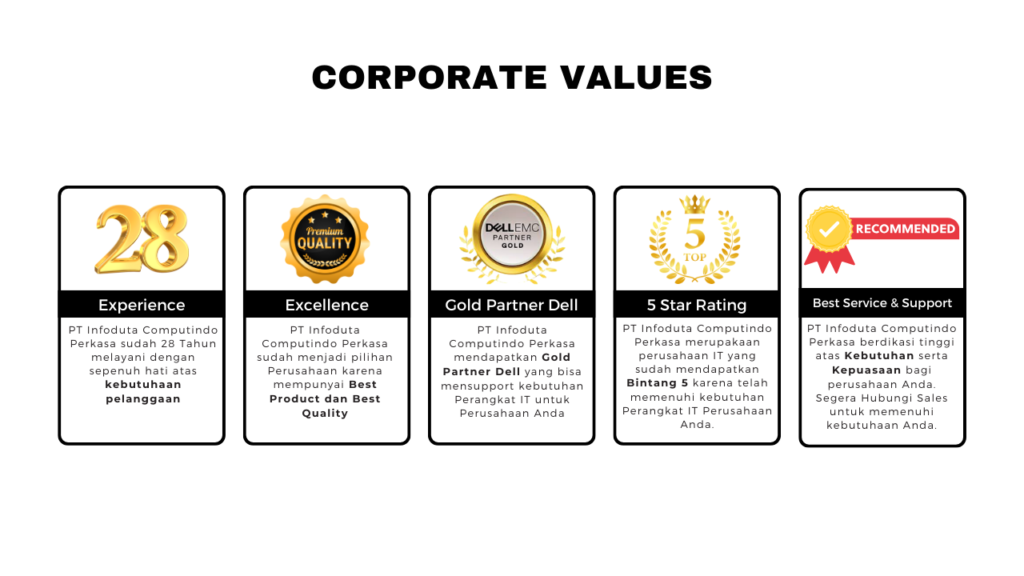 CORPORATE VALUES
28
Experience
PT Infoduta Computindo
Perkasa sudah 28 Tahun
melayani dengan
sepenuh hati atas
kebutuhaan
pelanggaan
Premium
QUALITY
Excellence
PT Infoduta
Computindo Perkasa
sudah menjadi pilihan
Perusahaan karena
mempunyai Best
Product dan Best
Quality
DELLEMC
PARTNER
GOLD
Gold Partner Dell
PT Infoduta
Computindo Perkasa
mendapatkan Gold
Partner Dell yang bisa
mensupport kebutuhan
Perangkat IT untuk
Perusahaan Anda
5
TOP
5 Star Rating
PT Infoduta Computindo
Perkasa merupakaan
perusahaan IT yang
sudah mendapatkan
Bintang 5 karena telah
memenuhi kebutuhan
Perangkat IT Perusahaan
Anda.
RECOMMENDED
Best Service & Support
PT Infoduta Computindo
Perkasa berdikasi tinggi
atas Kebutuhan serta
Kepuasaan bagi
perusahaan Anda.
Segera Hubungi Sales
untuk memenuhi
kebutuhaan Anda.